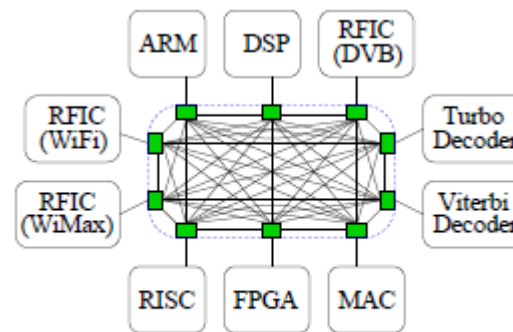 ARM
DSP
RFIC
(DVB)
RFIC
(WiFi)
Turbo
Decoder
RFIC
(WiMax)
Viterbi
Decoder
RISC
FPGA
MAC